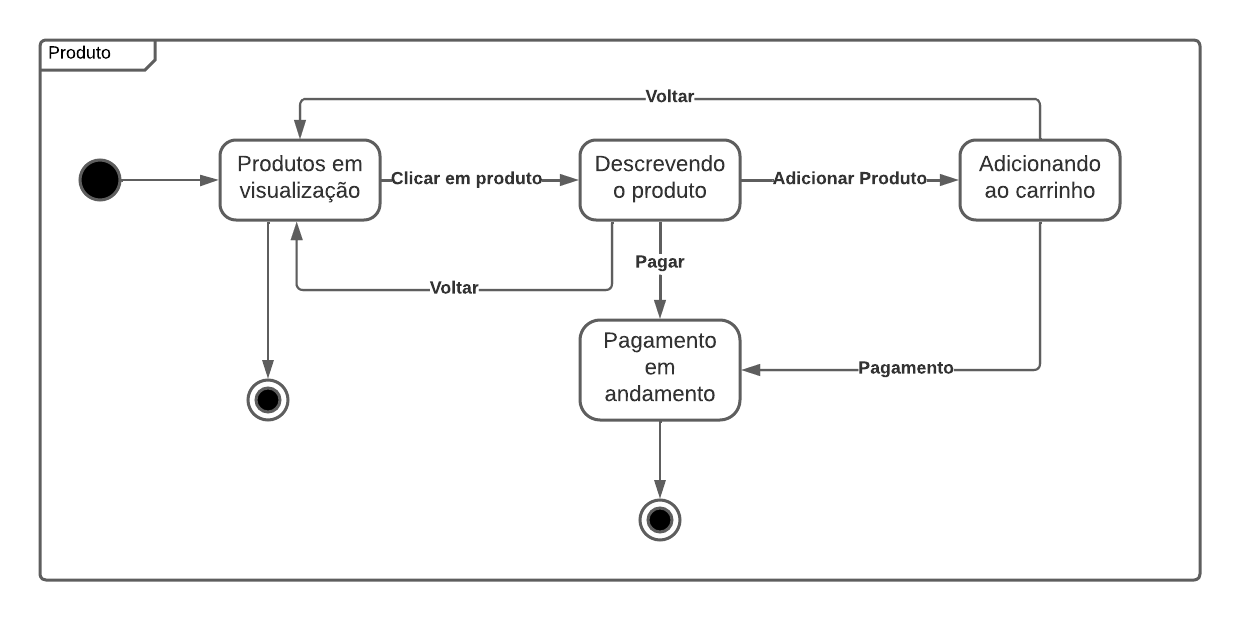 Produto
Voltar
Produtos em
visualização
Clicar em produto
Descrevendo
o produto
Adicionar Produto
Adicionando
ao carrinho
Pagar
Voltar
Pagamento
em
andamento
Pagamento